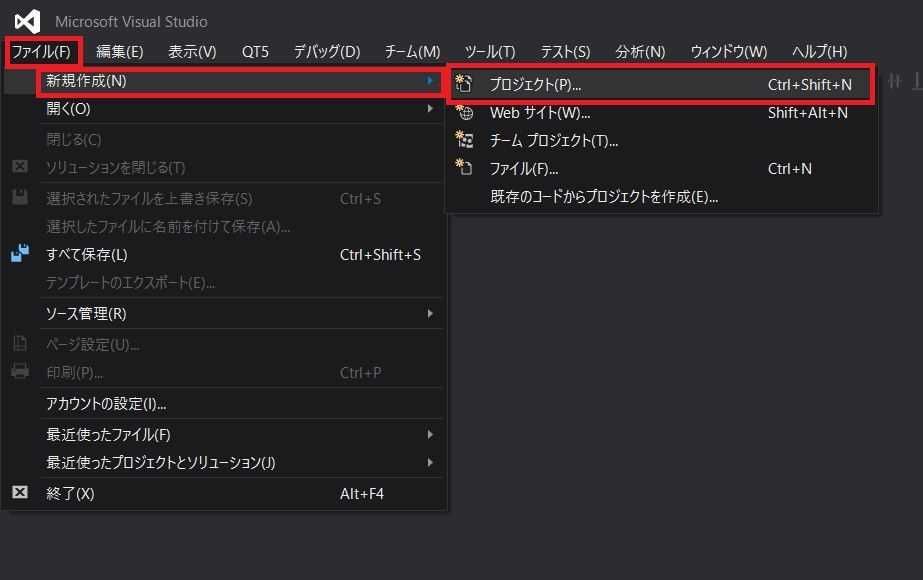 Microsoft Visual Studio
ファイル(F) 編集(E) 表示(V) QT5 デバッグ(D) チーム(M) ツール(T) テスト(S) 分析(N) ウィンドウ(W) ヘルプ(H)
新規作成(N)
開く(O)
閉じる(C)
ソリューションを閉じる(T)
選択されたファイルを上書き保存(S) Ctrl+S
選択したファイルに名前を付けて保存(A)...
すべて保存(L) Ctrl+Shift+S
テンプレートのエクスポート(E)...
ソース管理(R)
ページ設定(U)...
印刷(P)... Ctrl+P
アカウントの設定(I)...
最近使ったファイル(F)
最近使ったプロジェクトとソリューション(J)
終了(X) Alt+F4
プロジェクト(P)... Ctrl+Shift+N
Web サイト(W)... Shift+Alt+N
チーム プロジェクト(T)...
ファイル(F)... Ctrl+N
既存のコードからプロジェクトを作成(E)...